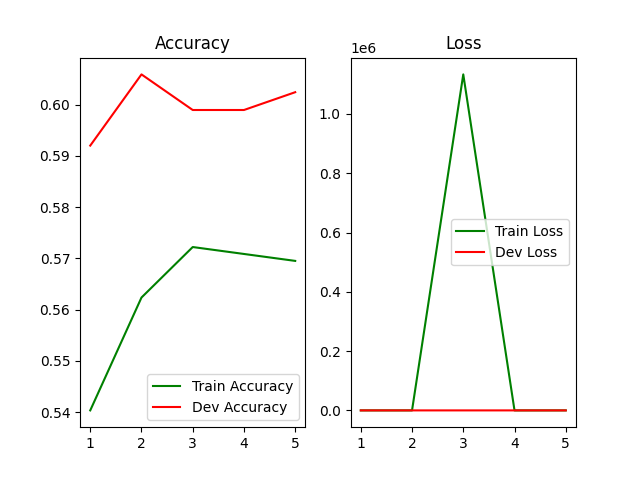 Accuracy
0.60
0.59
0.58
0.57
0.56
0.55
0.54
1 2 3 4 5
Train Accuracy
Dev Accuracy
Loss
1e6
1.0
0.8
0.6
0.4
0.2
0.0
1 2 3 4 5
Train Loss
Dev Loss